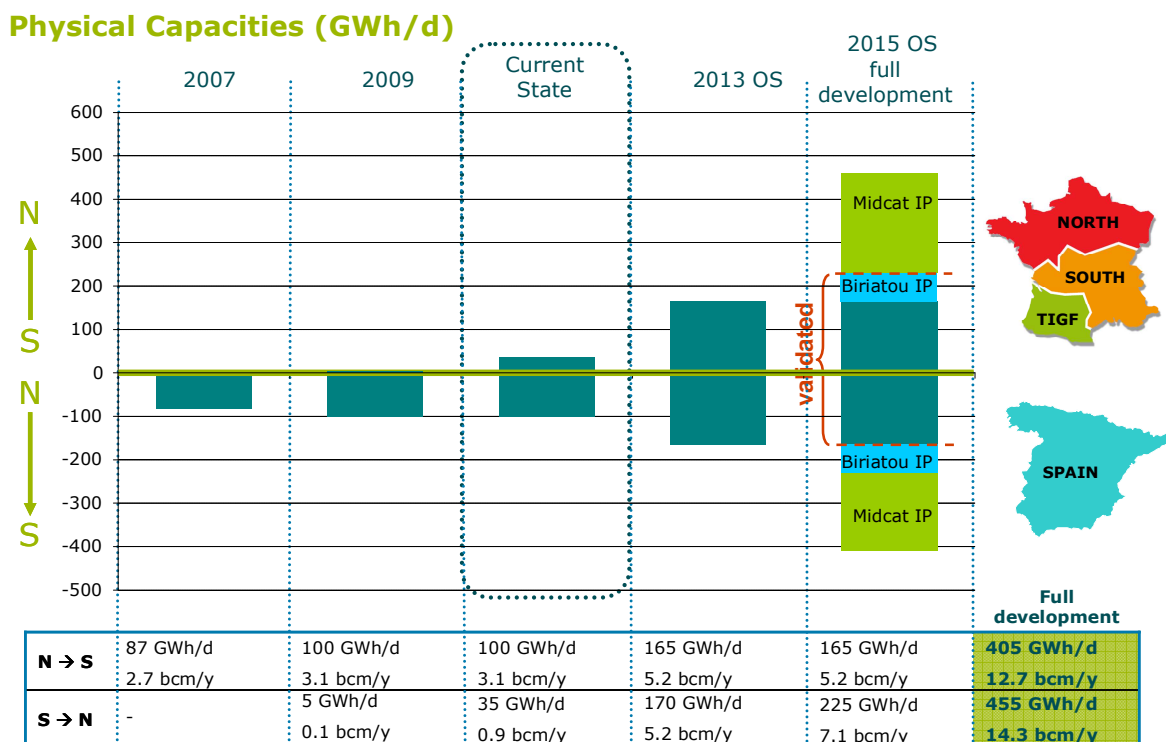 Physical Capacities (GWh/d)
2007
2009
Current
State
2013 OS
2015 OS
full
development
600
500
400
300
200
100
0
-100
-200
-300
-400
-500
N
S
N
S
Midcat IP
Biriatou IP
validated
Biriatou IP
Midcat IP
NORTH
SOUTH
TIGF
SPAIN
Full
development
N → S
87 GWh/d
2.7 bcm/y
100 GWh/d
3.1 bcm/y
100 GWh/d
3.1 bcm/y
165 GWh/d
5.2 bcm/y
165 GWh/d
5.2 bcm/y
405 GWh/d
12.7 bcm/y
S → N
-
5 GWh/d
0.1 bcm/y
35 GWh/d
0.9 bcm/y
170 GWh/d
5.2 bcm/y
225 GWh/d
7.1 bcm/y
455 GWh/d
14.3 bcm/y